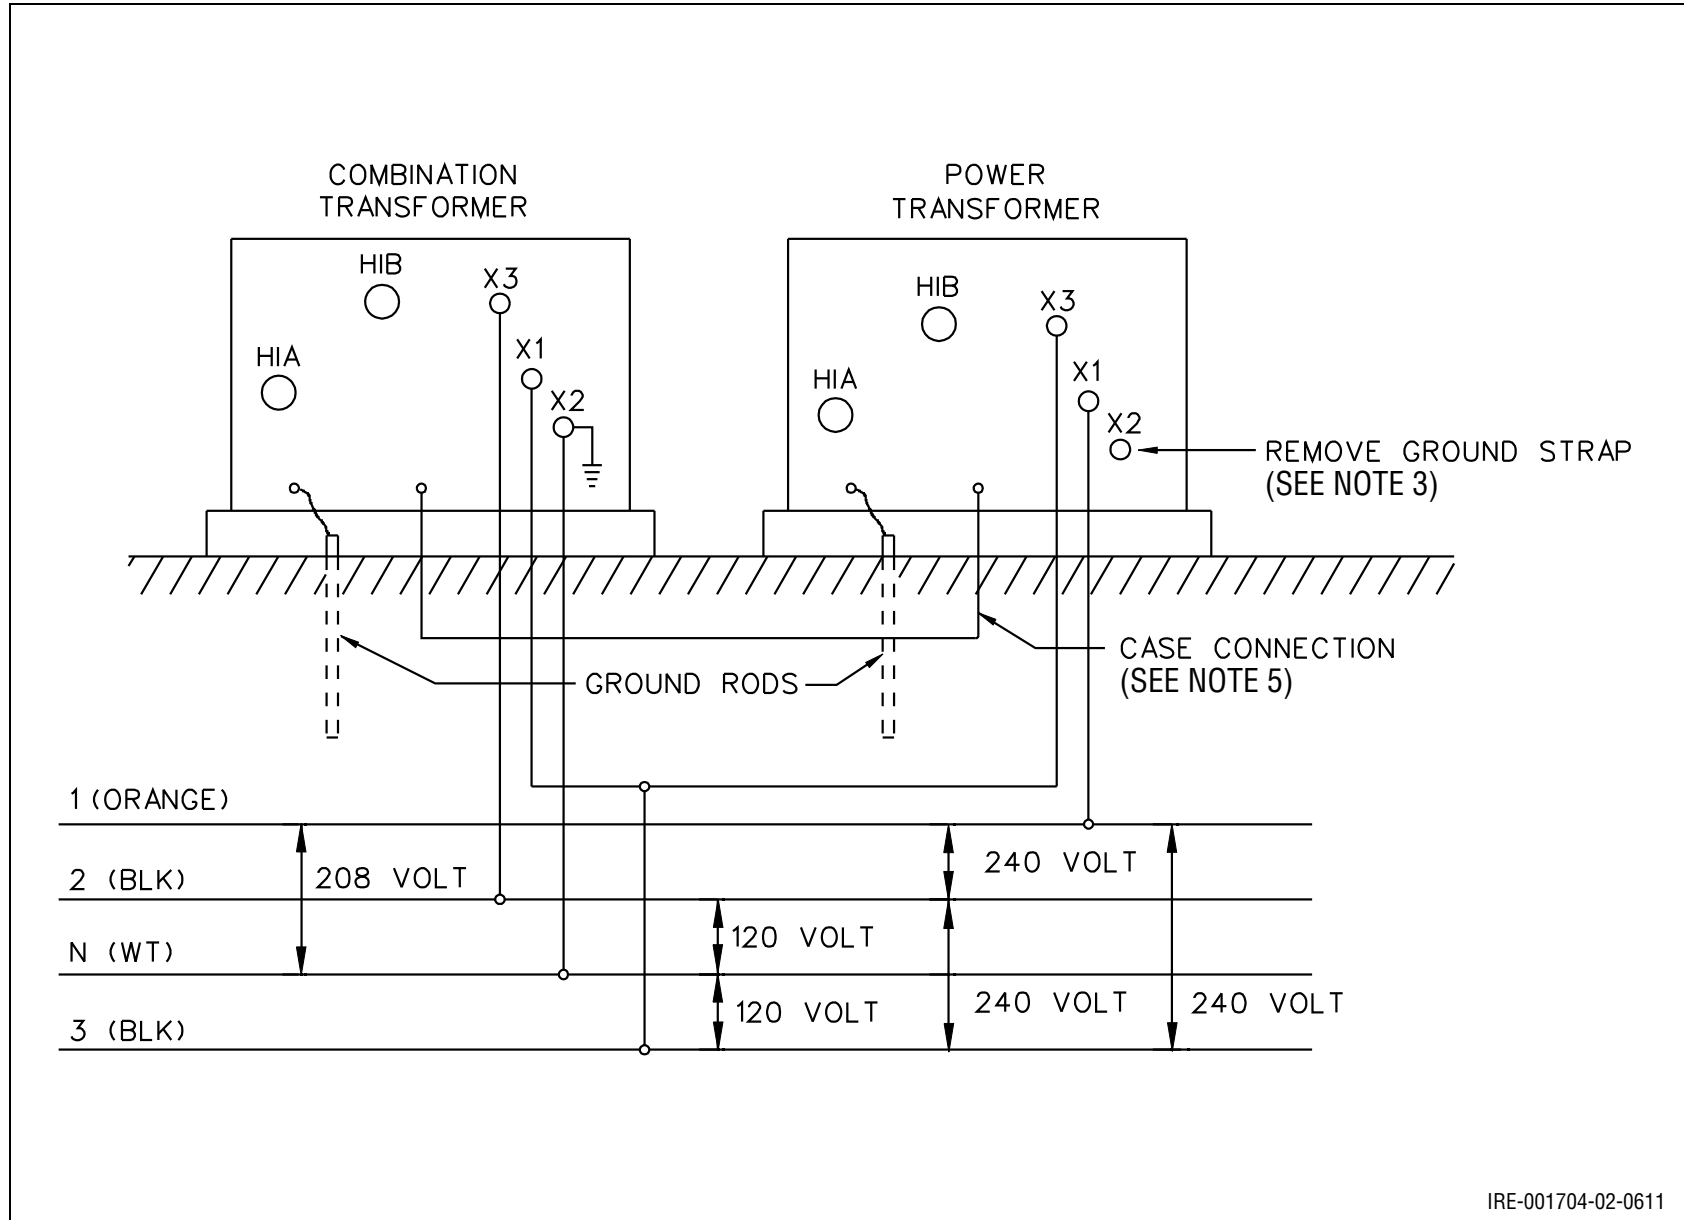 COMBINATION
TRANSFORMER
POWER
TRANSFORMER
HIB
X3
X1
HIA
X2
HIB
X3
X1
HIA
X2
REMOVE GROUND STRAP
(SEE NOTE 3)
CASE CONNECTION
(SEE NOTE 5)
GROUND RODS
1 (ORANGE)
2 (BLK)
208 VOLT
240 VOLT
N (WT)
120 VOLT
3 (BLK)
120 VOLT
240 VOLT
240 VOLT
IRE-001704-02-0611